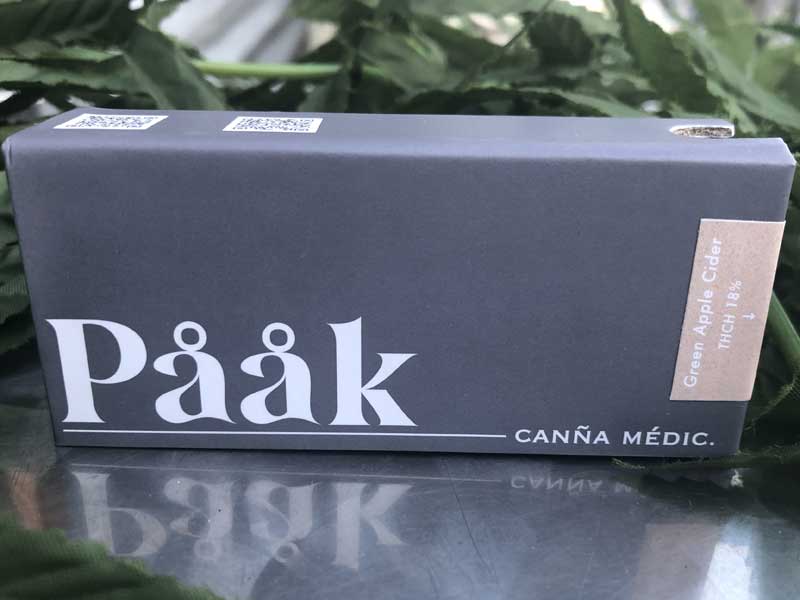 Pååk
CANÑA MÉDIC.
Green Apple Cider
THCH 18%